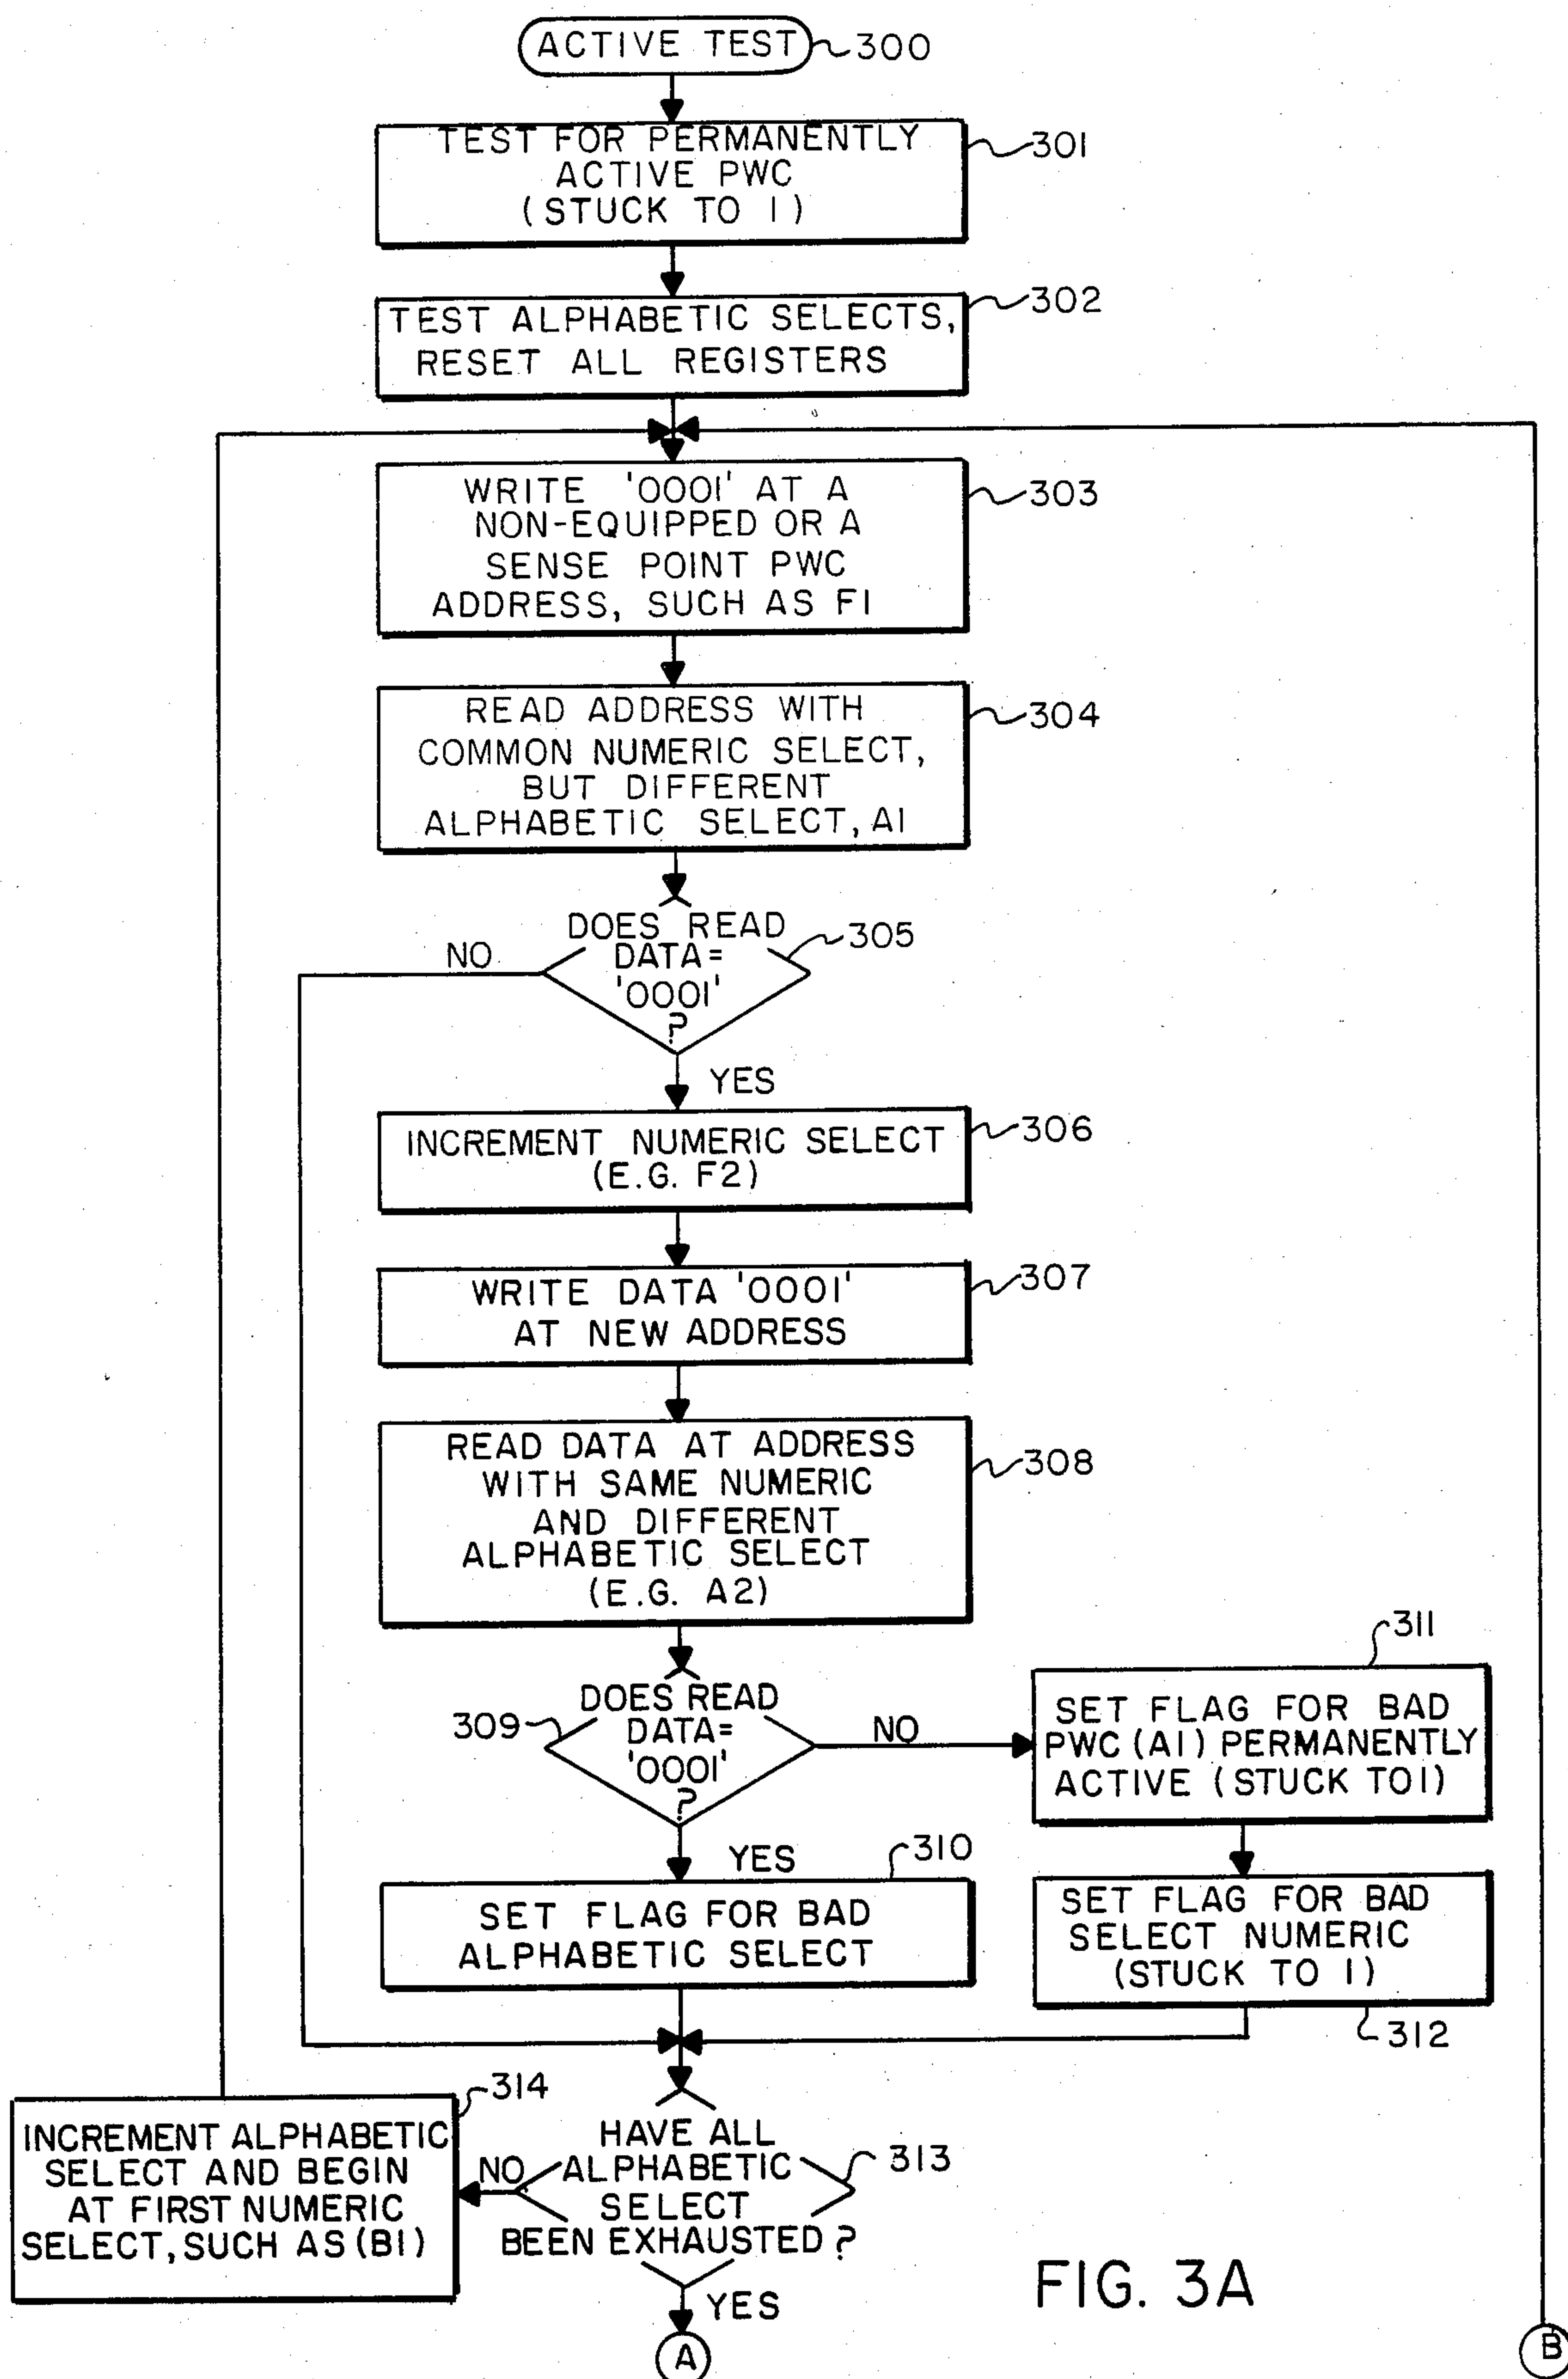 ACTIVE TEST 300
TEST FOR PERMANENTLY
ACTIVE PWC
(STUCK TO 1)
301
TEST ALPHABETIC SELECTS,
RESET ALL REGISTERS
302
WRITE '0001' AT A
NON-EQUIPPED OR A
SENSE POINT PWC
ADDRESS, SUCH AS F1
303
READ ADDRESS WITH
COMMON NUMERIC SELECT,
BUT DIFFERENT
ALPHABETIC SELECT, A1
304
DOES READ
DATA=
'0001'
?
305
NO
YES
INCREMENT NUMERIC SELECT
(E.G. F2)
306
WRITE DATA '0001'
AT NEW ADDRESS
307
READ DATA AT ADDRESS
WITH SAME NUMERIC
AND DIFFERENT
ALPHABETIC SELECT
(E.G. A2)
308
DOES READ
DATA=
'0001'
?
309
NO
YES
SET FLAG FOR BAD
PWC (A1) PERMANENTLY
ACTIVE (STUCK TO 1)
311
SET FLAG FOR BAD
ALPHABETIC SELECT
310
SET FLAG FOR BAD
SELECT NUMERIC
(STUCK TO 1)
312
HAVE ALL
ALPHABETIC
SELECT
BEEN EXHAUSTED?
313
NO
YES
INCREMENT ALPHABETIC
SELECT AND BEGIN
AT FIRST NUMERIC
SELECT, SUCH AS (B1)
314
A
B
FIG. 3A